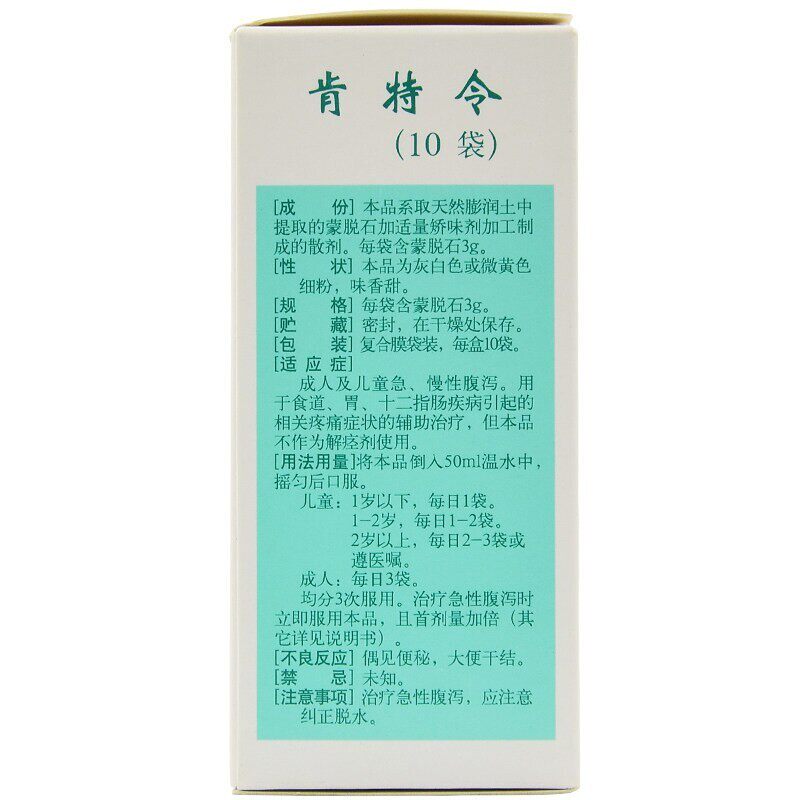 肯特令
(10 袋)
[成 份] 本品系取天然膨润土中
提取的蒙脱石加适量矫味剂加工制
成的散剂。每袋含蒙脱石3g。
[性 状] 本品为灰白色或微黄色
细粉，味香甜。
[规 格] 每袋含蒙脱石3g。
[贮 藏] 密封，在干燥处保存。
[包 装] 复合膜袋装，每盒10袋。
[适应症]
成人及儿童急、慢性腹泻。用
于食道、胃、十二指肠疾病引起的
相关疼痛症状的辅助治疗，但本品
不作为解痉剂使用。
[用法用量]将本品倒入50ml温水中，
摇匀后口服。
儿童：1岁以下，每日1袋。
1-2岁，每日1-2袋。
2岁以上，每日2-3袋或
遵医嘱。
成人：每日3袋。
均分3次服用。治疗急性腹泻时
立即服用本品，且首剂量加倍（其
它详见说明书）。
[不良反应] 偶见便秘，大便干结。
[禁 忌] 未知。
[注意事项] 治疗急性腹泻，应注意
纠正脱水。